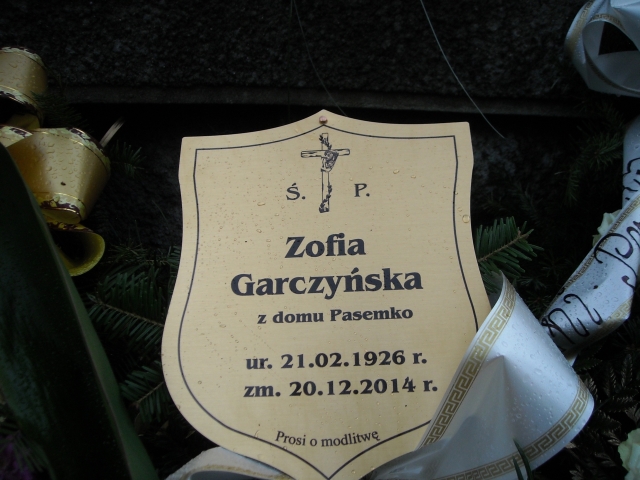 Ś. P.
Zofia
Garczyńska
z domu Pasemko
ur. 21.02.1926 r.
zm. 20.12.2014 r.
Prosi o modlitwę